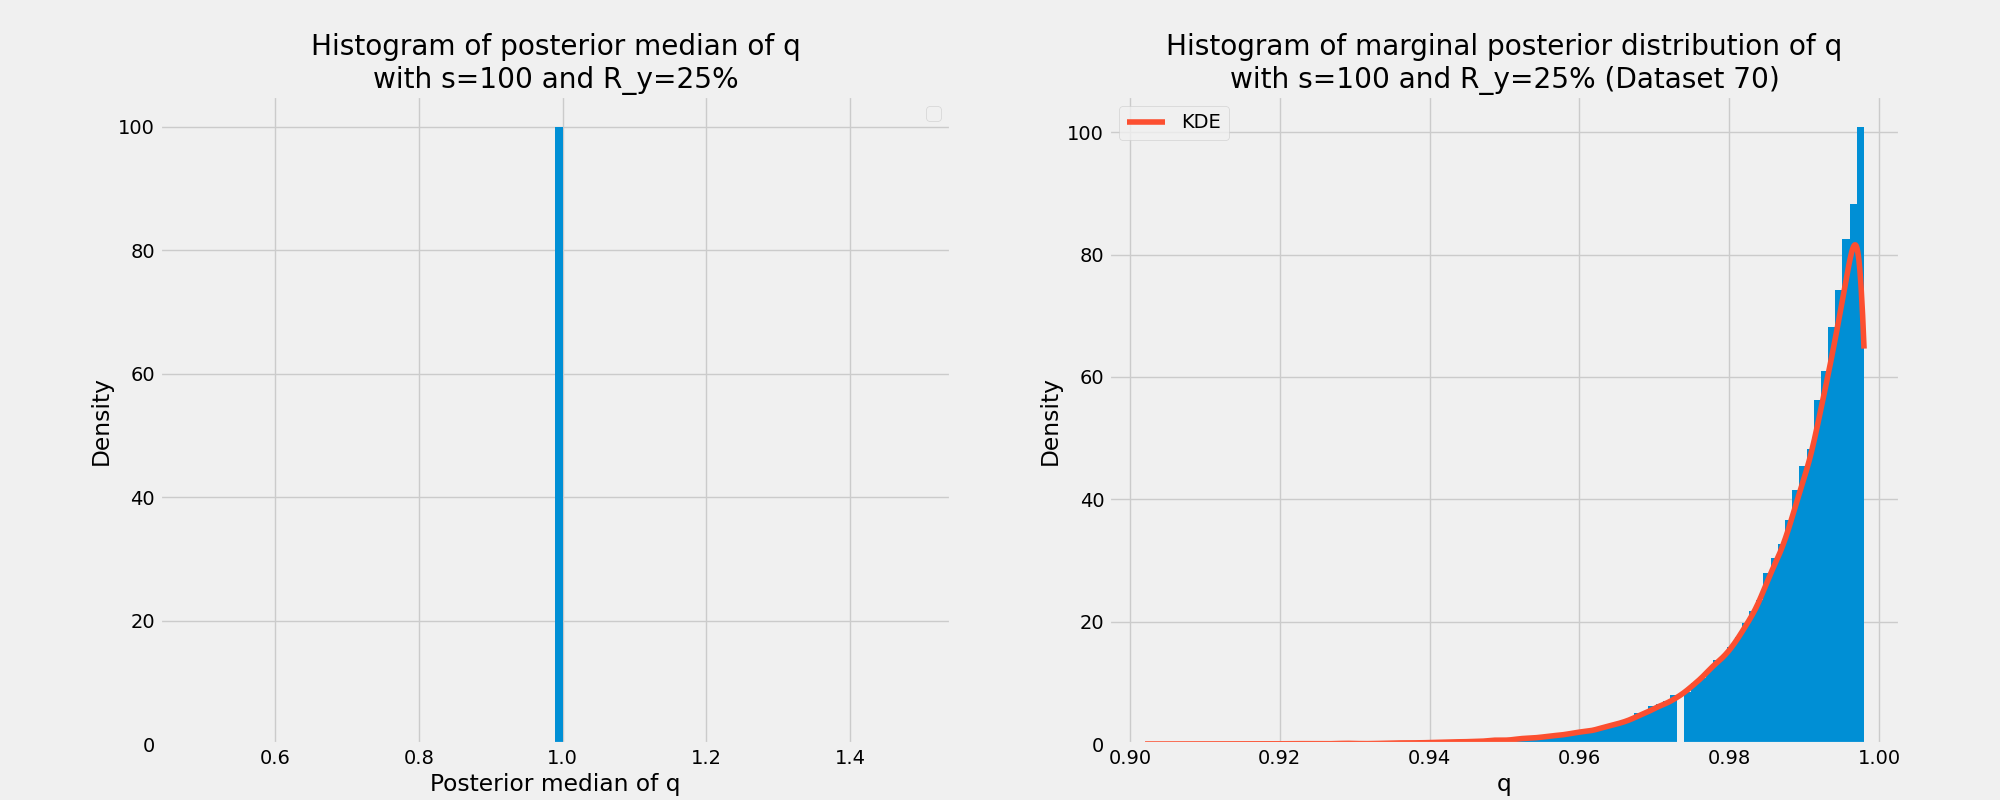 Histogram of posterior median of q
with s=100 and R_y=25%
100
80
60
40
20
0
Density
0.6 0.8 1.0 1.2 1.4
Posterior median of q
Histogram of marginal posterior distribution of q
with s=100 and R_y=25% (Dataset 70)
KDE
100
80
60
40
20
0
Density
0.90 0.92 0.94 0.96 0.98 1.00
q